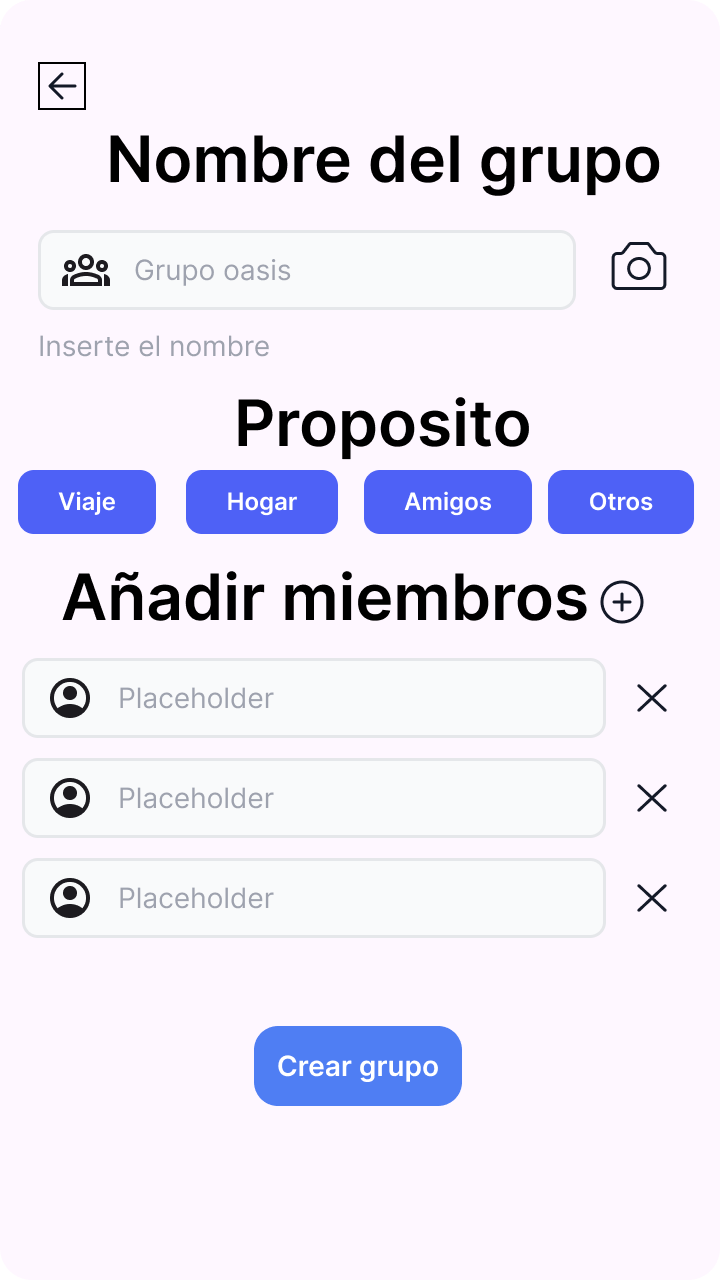 Nombre del grupo
Grupo oasis
Inserte el nombre
Proposito
Viaje Hogar Amigos Otros
Añadir miembros
Placeholder
Placeholder
Placeholder
Crear grupo